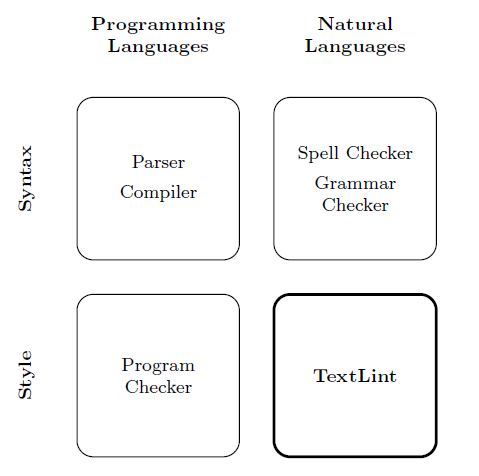 Programming
Languages
Natural
Languages
Syntax
Parser
Compiler
Spell Checker
Grammar
Checker
Style
Program
Checker
TextLint